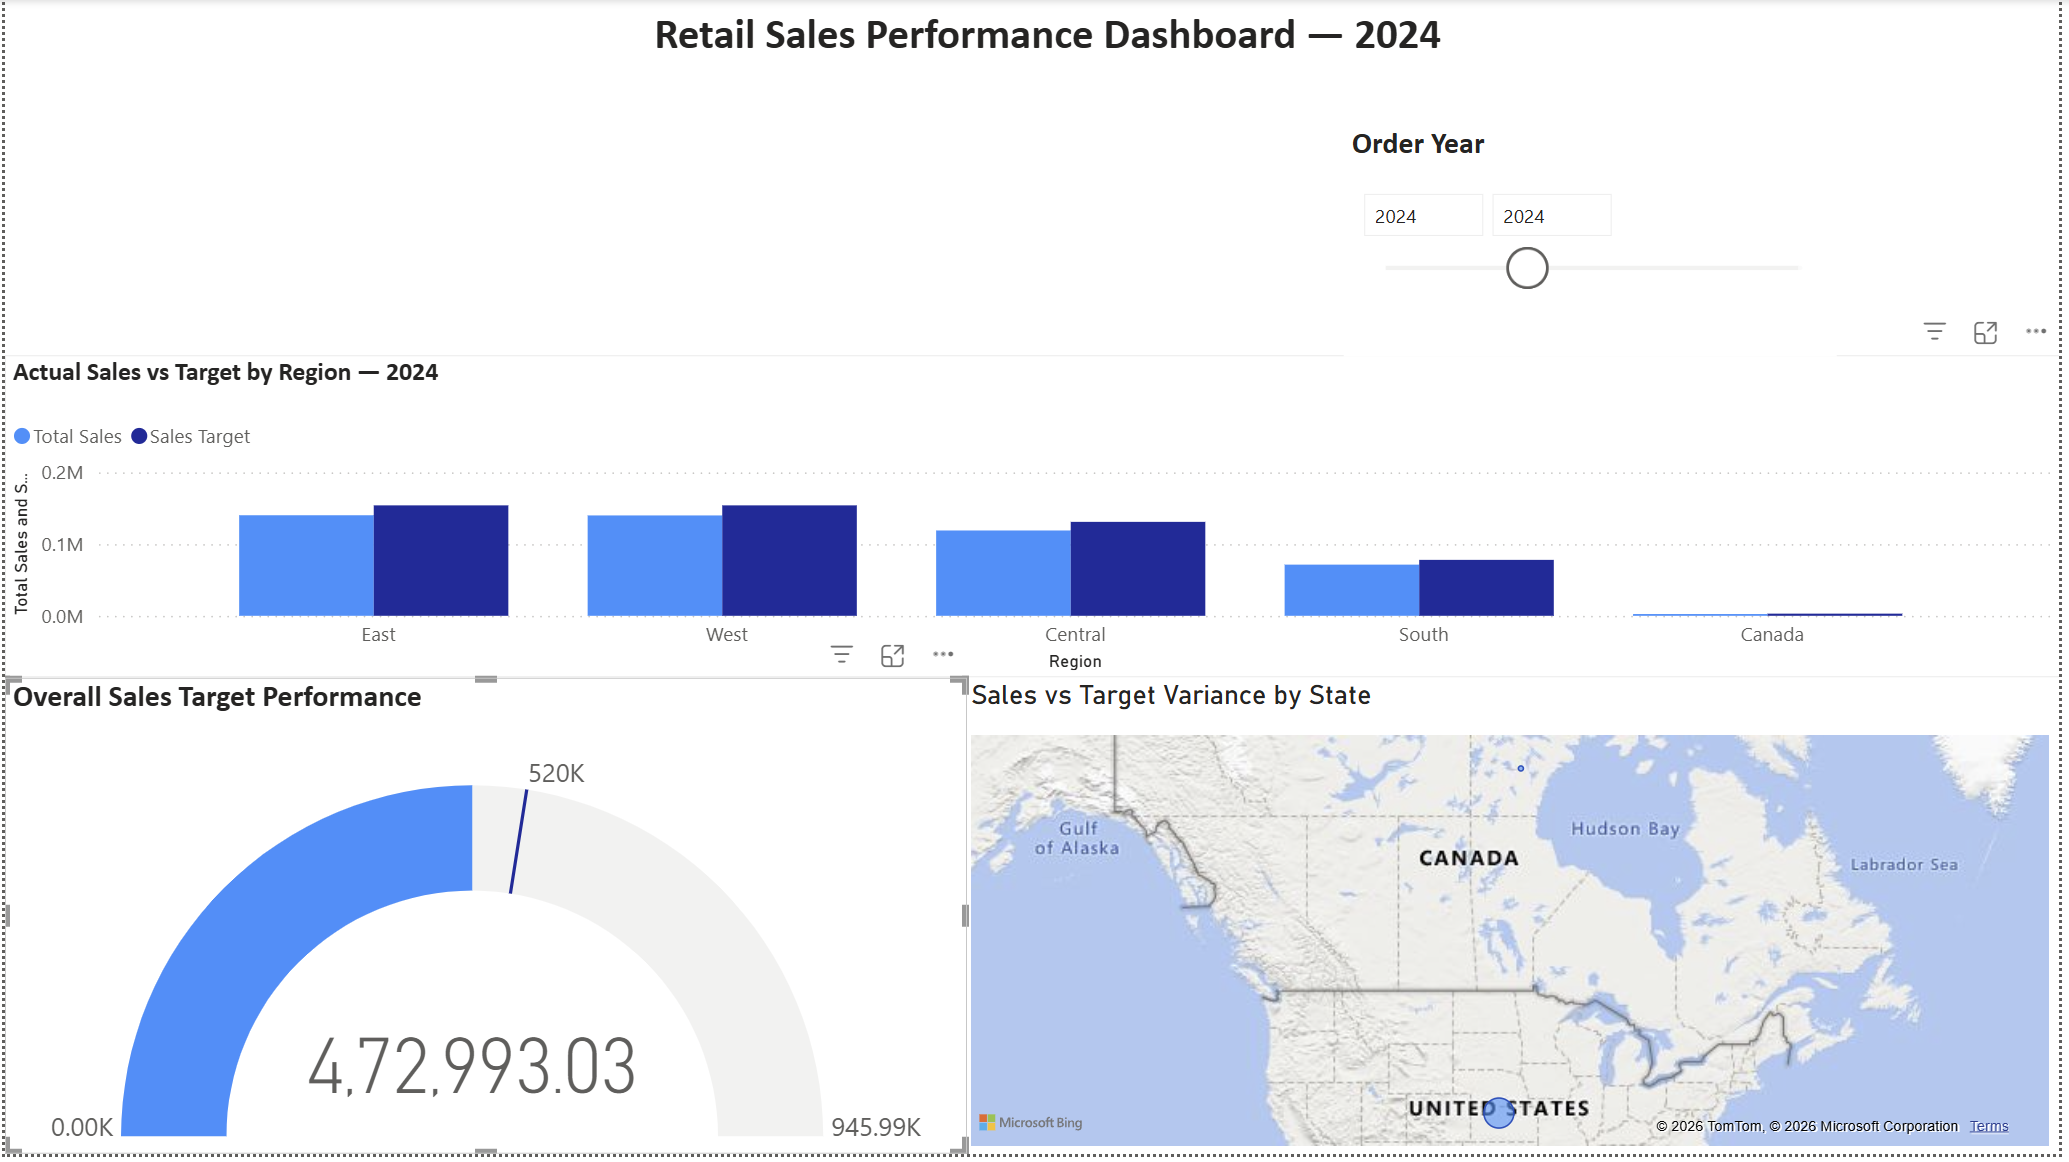 Retail Sales Performance Dashboard — 2024
Order Year
2024 2024
Actual Sales vs Target by Region — 2024
Total Sales Sales Target
Total Sales and S...
0.2M
0.1M
0.0M
East West Central South Canada
Region
Overall Sales Target Performance
520K
4,72,993.03
0.00K 945.99K
Sales vs Target Variance by State
Gulf
of Alaska
CANADA
Hudson Bay
Labrador Sea
UNITED STATES
Microsoft Bing
© 2026 TomTom, © 2026 Microsoft Corporation Terms